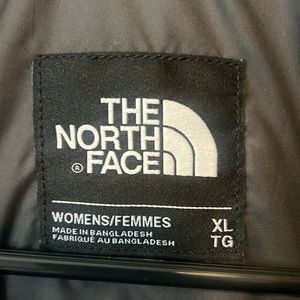 THE
NORTH
FACE
®
WOMENS/FEMMES XL
MADE IN BANGLADESH TG
FABRIQUÉ AU BANGLADESH